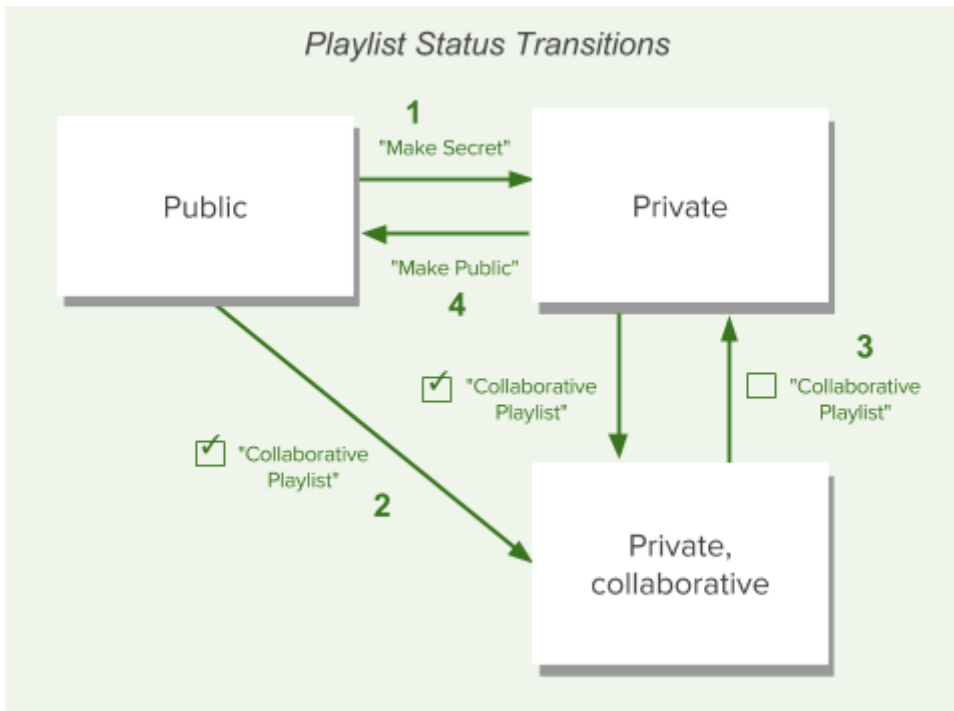 Playlist Status Transitions
1
"Make Secret"
Public
Private
"Make Public"
4
3
"Collaborative
Playlist"
"Collaborative
Playlist"
"Collaborative
Playlist"
2
Private,
collaborative